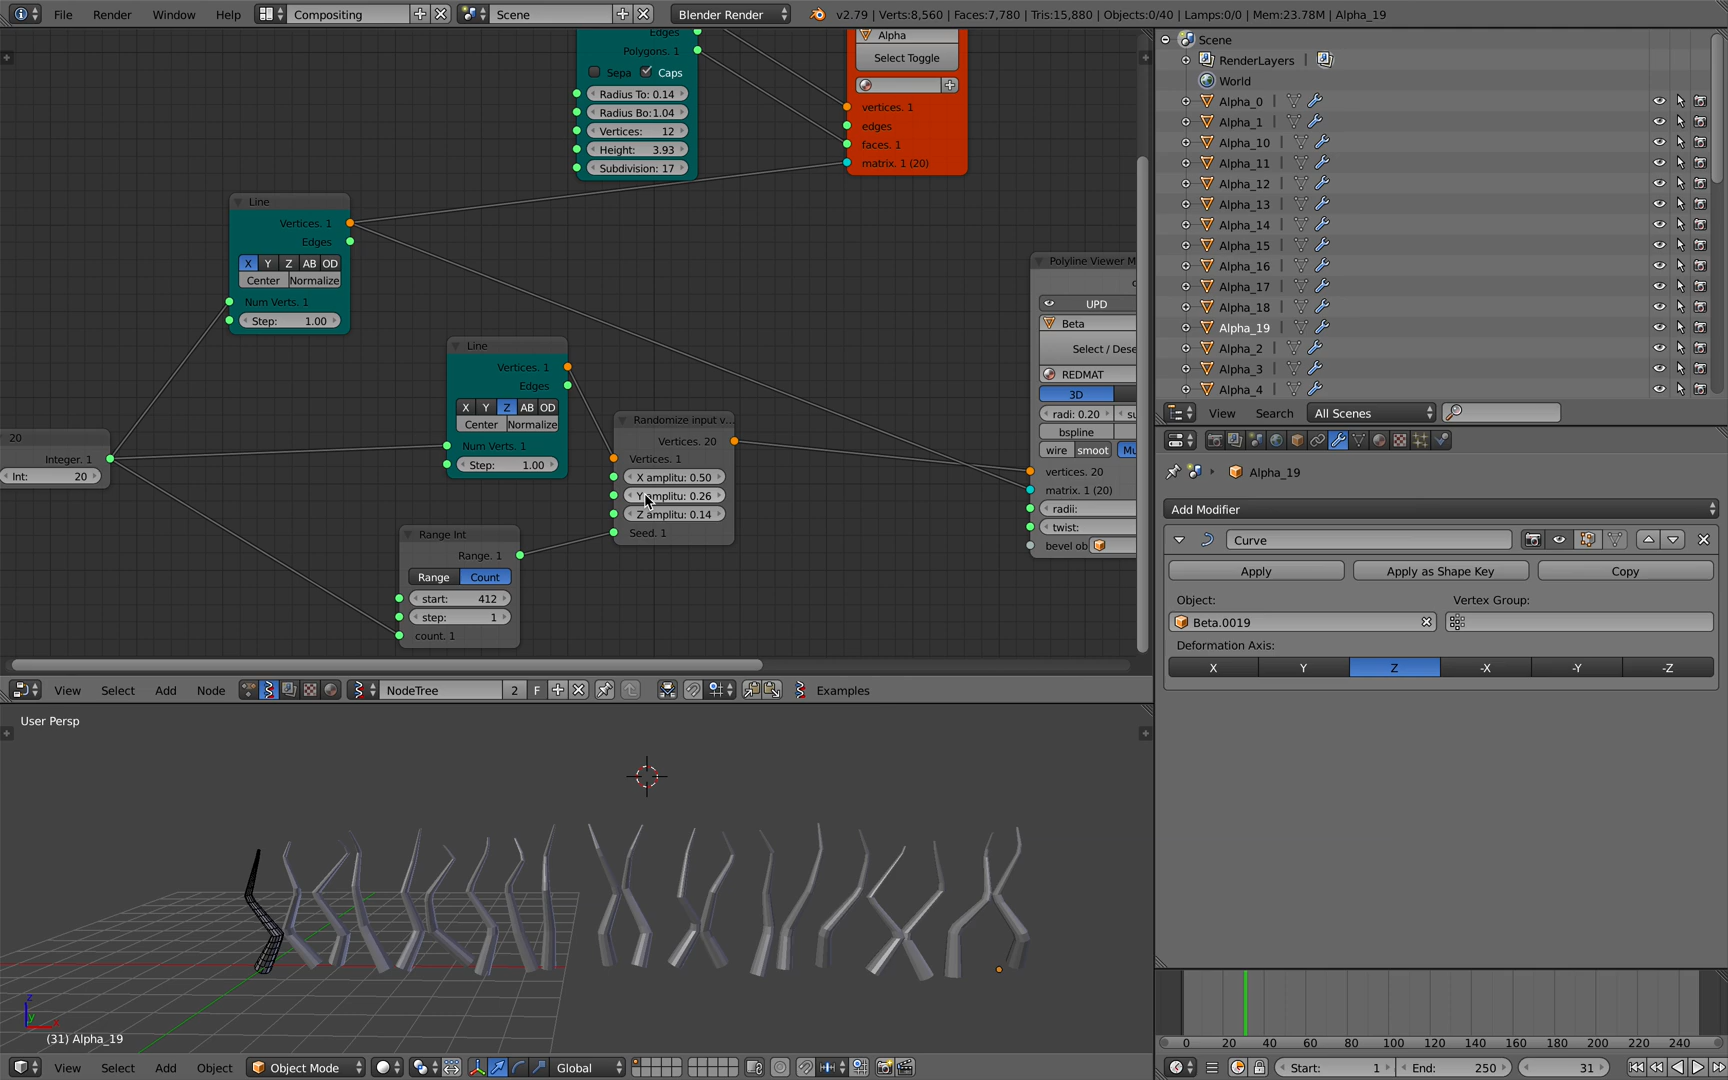 File Render Window Help Compositing Scene Blender Render v2.79 | Verts:8,560 | Faces:7,780 | Tris:15,880 | Objects:0/40 | Lamps:0/0 | Mem:23.78M | Alpha_19
Edges
Polygons. 1
Sepa Caps
Radius To: 0.14
Radius Bo:1.04
Vertices: 12
Height: 3.93
Subdivision: 17
Alpha
Select Toggle
vertices. 1
edges
faces. 1
matrix. 1 (20)
Line
Vertices. 1
Edges
X Y Z AB OD
Center Normalize
Num Verts. 1
Step: 1.00
Line
Vertices. 1
Edges
X Y Z AB OD
Center Normalize
Num Verts. 1
Step: 1.00
20
Integer. 1
Int: 20
Randomize input v...
Vertices. 20
Vertices. 1
X amplitu: 0.50
Y amplitu: 0.26
Z amplitu: 0.14
Seed. 1
Range Int
Range. 1
Range Count
start: 412
step: 1
count. 1
Polyline Viewer M
UPD
Beta
Select / Dese
REDMAT
3D
radi: 0.20 su
bspline
wire smoot Mu
vertices. 20
matrix. 1 (20)
radii:
twist:
bevel ob
View Select Add Node NodeTree 2 F Examples
User Persp
z
y
(31) Alpha_19
View Select Add Object Object Mode Global
Scene
RenderLayers |
World
Alpha_0 |
Alpha_1 |
Alpha_10 |
Alpha_11 |
Alpha_12 |
Alpha_13 |
Alpha_14 |
Alpha_15 |
Alpha_16 |
Alpha_17 |
Alpha_18 |
Alpha_19 |
Alpha_2 |
Alpha_3 |
Alpha_4 |
View Search All Scenes
Alpha_19
Add Modifier
Curve
Apply Apply as Shape Key Copy
Object: Vertex Group:
Beta.0019
Deformation Axis:
X Y Z -X -Y -Z
0 20 40 60 80 100 120 140 160 180 200 220 240
Start: 1 End: 250 31